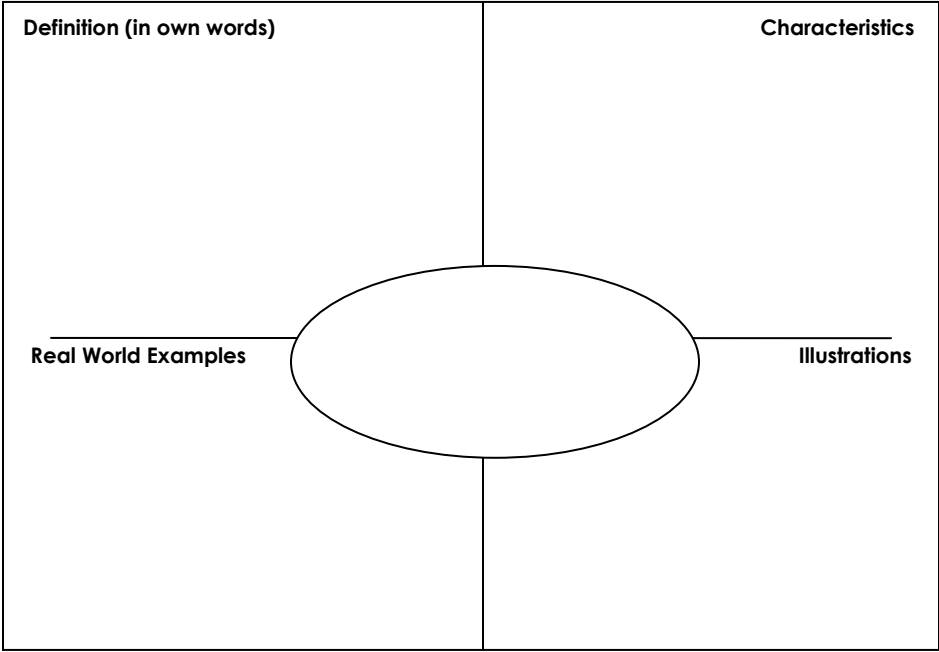 Definition (in own words)
Characteristics
Real World Examples
Illustrations